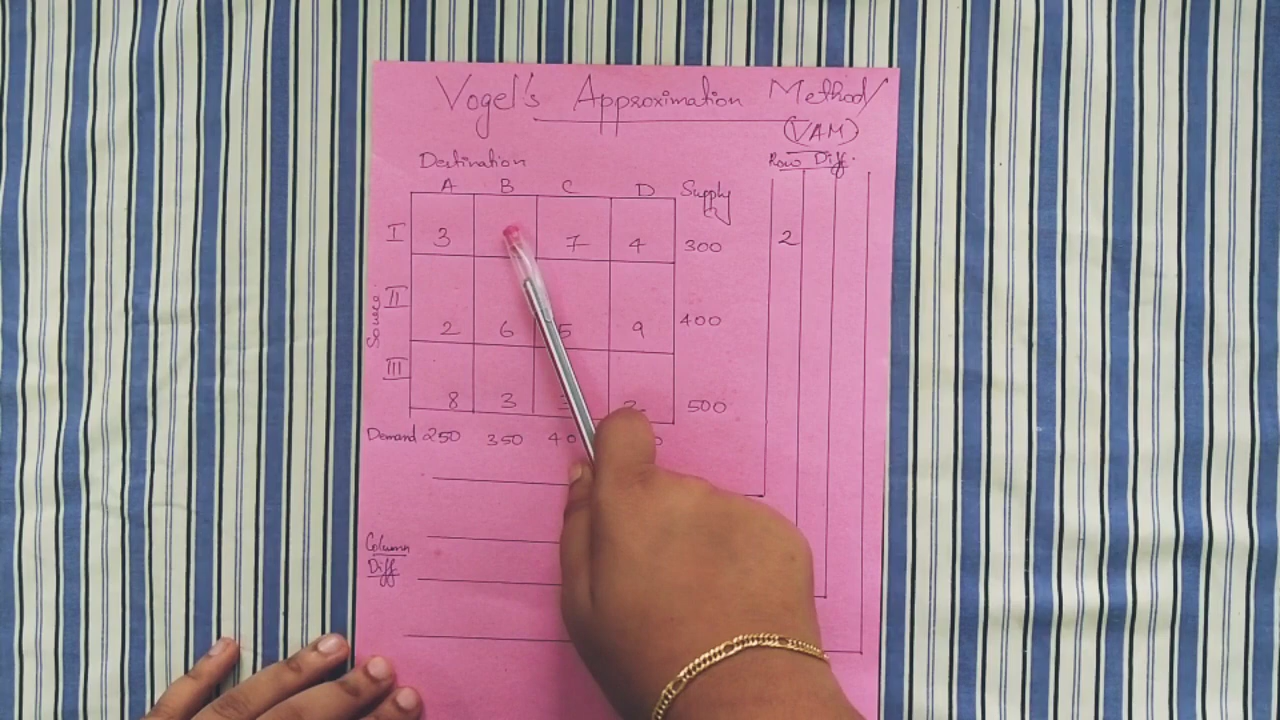 Vogel's Approximation Method
(VAM)
Destination Row Diff.
A B C D Supply
I 3 7 4 300 2
Source II
2 6 5 9 400
III
8 3 500
Demand 250 350
Column
Diff